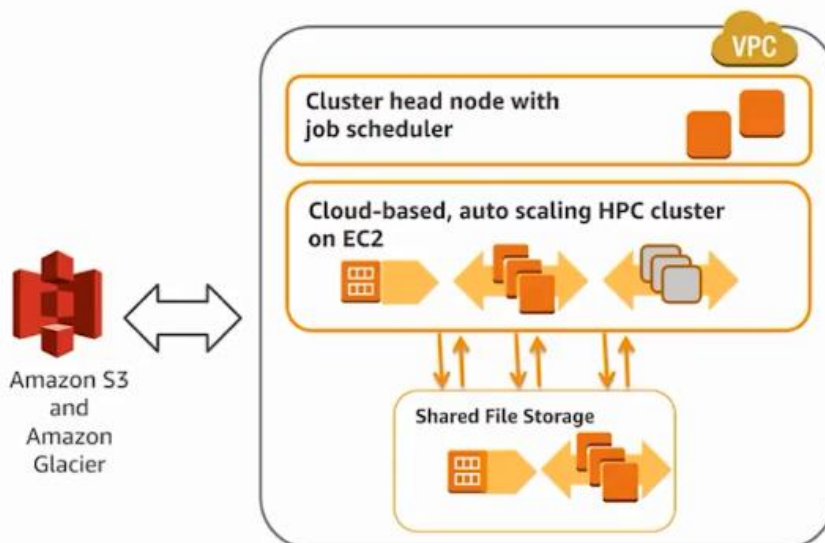 VPC
Cluster head node with
job scheduler
Cloud-based, auto scaling HPC cluster
on EC2
Amazon S3
and
Amazon
Glacier
Shared File Storage